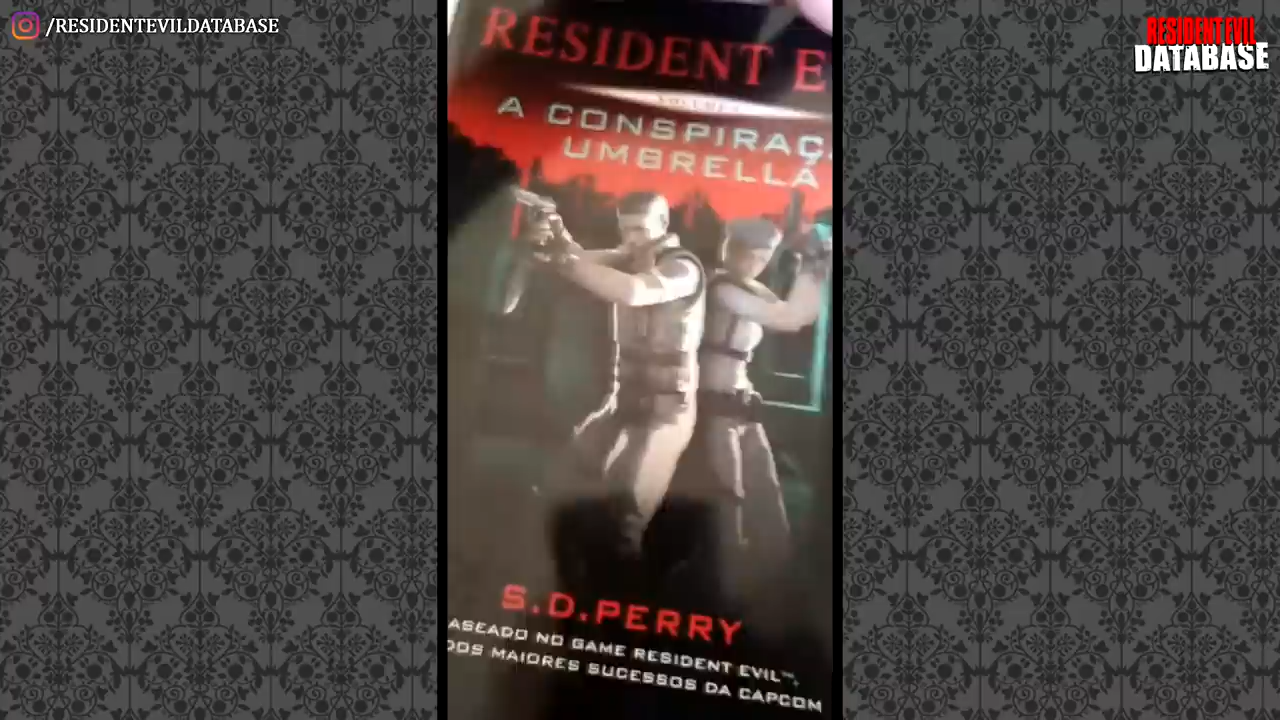 /RESIDENTEVILDATABASE
RESIDENT EVIL
DATABASE
RESIDENT E
A CONSPIRAÇ
UMBRELLA
S.D.PERRY
ASEADO NO GAME RESIDENT EVIL™,
DOS MAIORES SUCESSOS DA CAPCOM